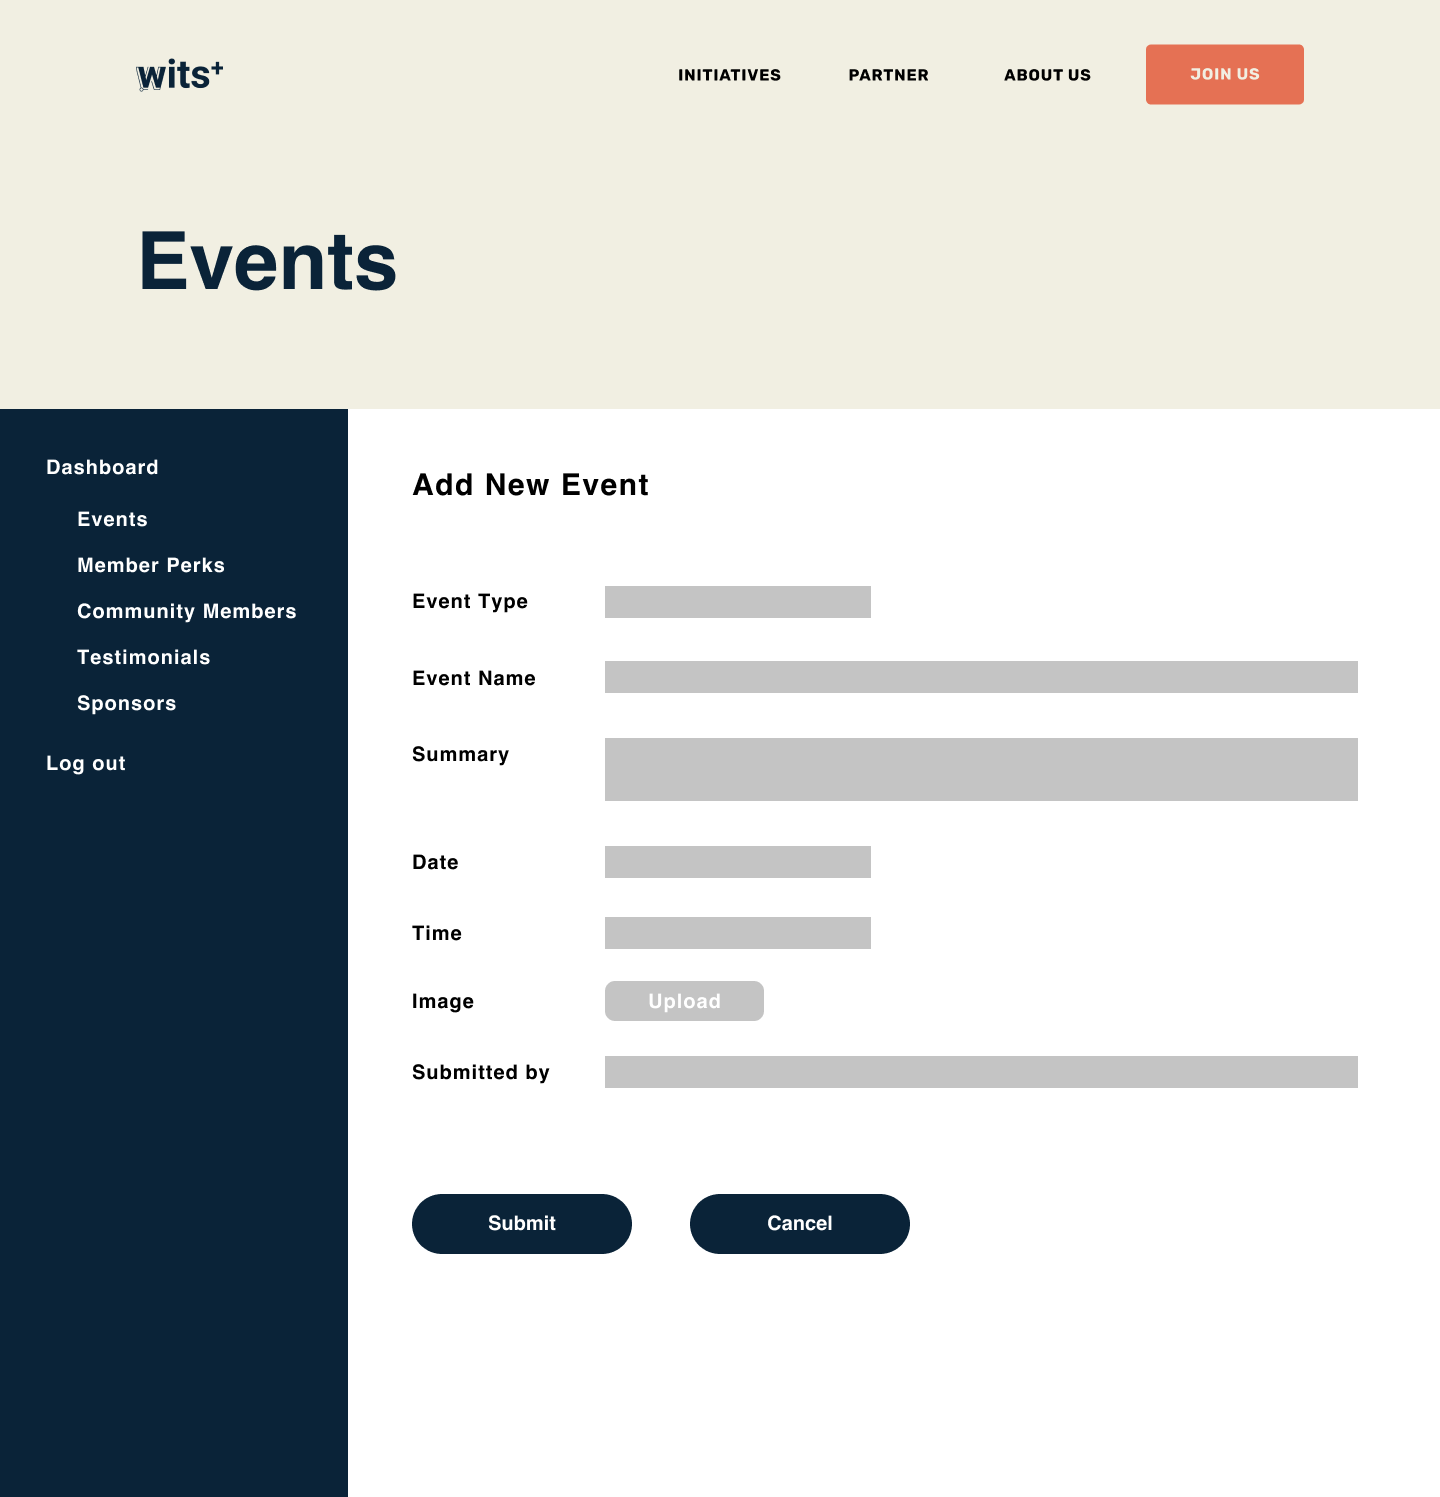 wits+
INITIATIVES PARTNER ABOUT US JOIN US
Events
Dashboard
Events
Member Perks
Community Members
Testimonials
Sponsors
Log out
Add New Event
Event Type
Event Name
Summary
Date
Time
Image Upload
Submitted by
Submit Cancel